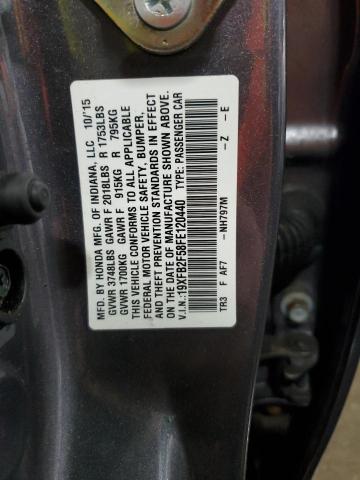 MFD. BY HONDA MFG. OF INDIANA, LLC 10/15
GVWR 3748LBS GAWR F 2018LBS R 1753LBS
GVWR 1700KG GAWR F 915KG R 795KG
THIS VEHICLE CONFORMS TO ALL APPLICABLE
FEDERAL MOTOR VEHICLE SAFETY, BUMPER,
AND THEFT PREVENTION STANDARDS IN EFFECT
ON THE DATE OF MANUFACTURE SHOWN ABOVE.
V.I.N.:19XFB2F58FE120440 TYPE: PASSENGER CAR
TR3 F AF7 -NH797M -Z -E